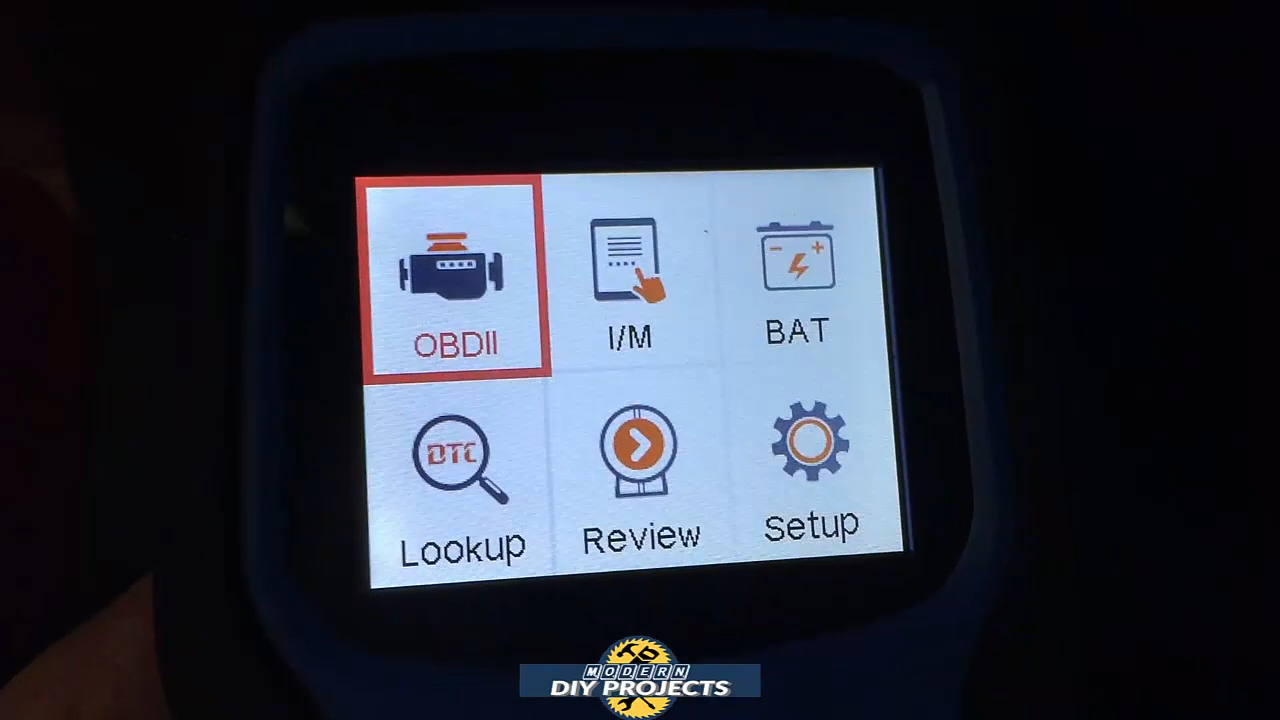 OBDII
I/M
BAT
DTC
Lookup
Review
Setup
MODERN
DIY PROJECTS